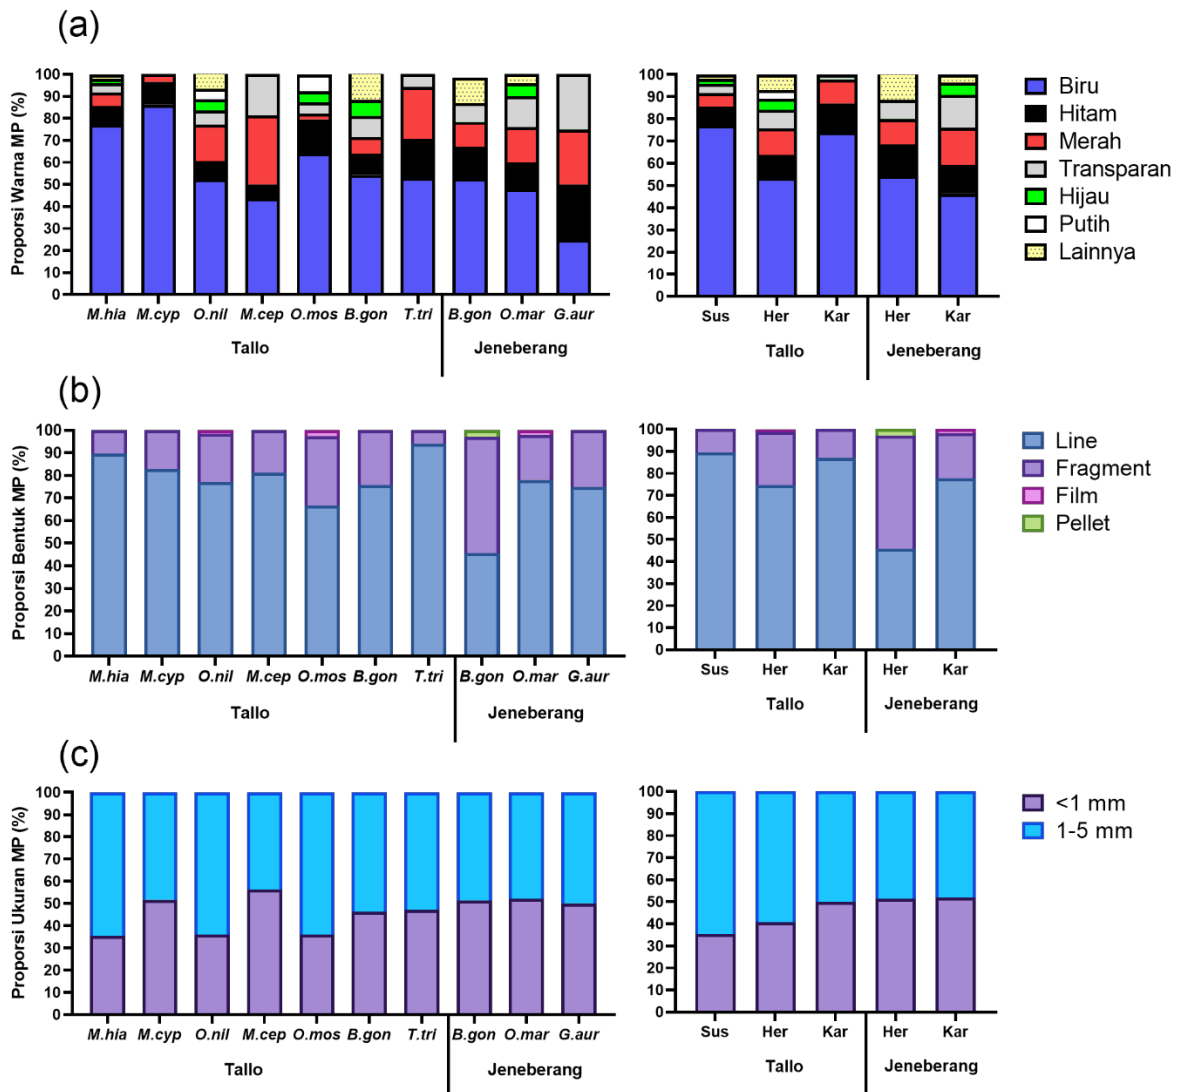 (a)
Proporsi Warna MP (%)
100
90
80
70
60
50
40
30
20
10
0
M.hia M.cyp O.nil M.cep O.mos B.gon T.tri B.gon O.mar G.aur
Tallo Jeneberang
100
90
80
70
60
50
40
30
20
10
0
Sus Her Kar Her Kar
Tallo Jeneberang
Biru
Hitam
Merah
Transparan
Hijau
Putih
Lainnya
(b)
Proporsi Bentuk MP (%)
100
90
80
70
60
50
40
30
20
10
0
M.hia M.cyp O.nil M.cep O.mos B.gon T.tri B.gon O.mar G.aur
Tallo Jeneberang
100
90
80
70
60
50
40
30
20
10
0
Sus Her Kar Her Kar
Tallo Jeneberang
Line
Fragment
Film
Pellet
(c)
Proporsi Ukuran MP (%)
100
90
80
70
60
50
40
30
20
10
0
M.hia M.cyp O.nil M.cep O.mos B.gon T.tri B.gon O.mar G.aur
Tallo Jeneberang
100
90
80
70
60
50
40
30
20
10
0
Sus Her Kar Her Kar
Tallo Jeneberang
<1 mm
1-5 mm